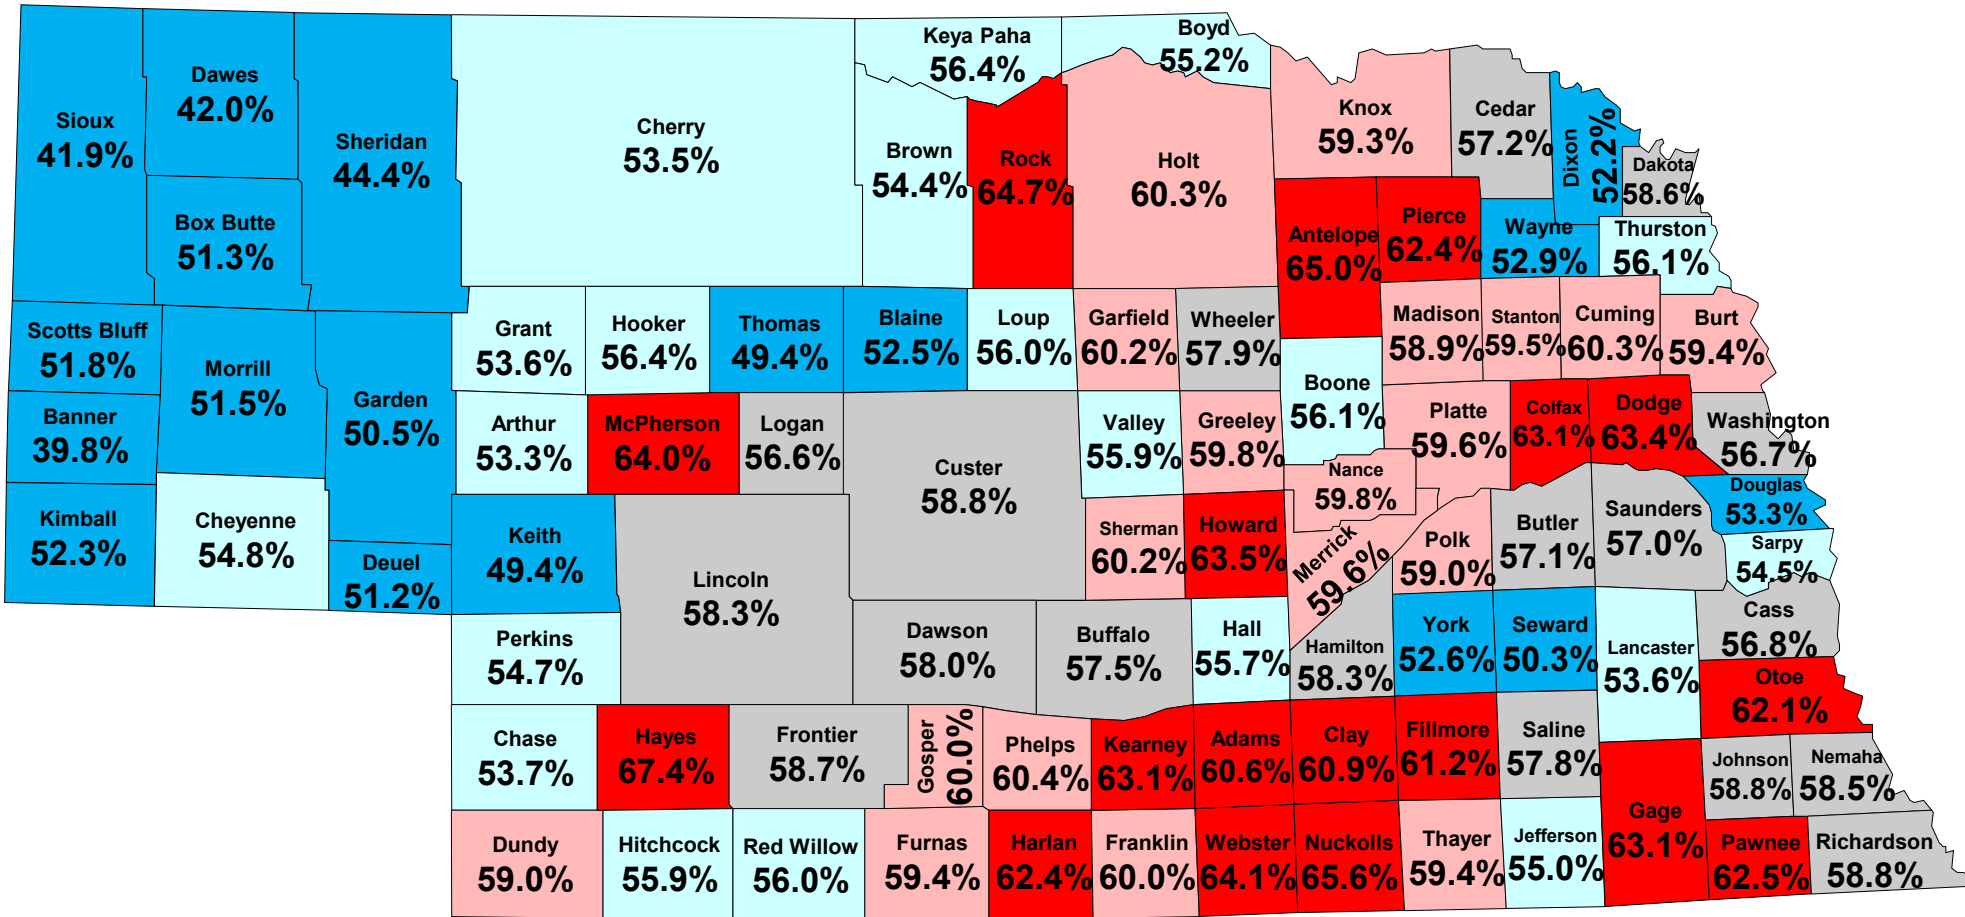 Sioux
41.9%
Dawes
42.0%
Sheridan
44.4%
Box Butte
51.3%
Cherry
53.5%
Keya Paha
56.4%
Boyd
55.2%
Brown
54.4%
Rock
64.7%
Holt
60.3%
Knox
59.3%
Cedar
57.2%
Dixon
52.2%
Dakota
58.6%
Antelope
65.0%
Pierce
62.4%
Wayne
52.9%
Thurston
56.1%
Scotts Bluff
51.8%
Banner
39.8%
Kimball
52.3%
Morrill
51.5%
Cheyenne
54.8%
Garden
50.5%
Deuel
51.2%
Grant
53.6%
Hooker
56.4%
Thomas
49.4%
Blaine
52.5%
Loup
56.0%
Garfield
60.2%
Wheeler
57.9%
Boone
56.1%
Madison
58.9%
Stanton
59.5%
Cuming
60.3%
Burt
59.4%
Arthur
53.3%
McPherson
64.0%
Logan
56.6%
Custer
58.8%
Valley
55.9%
Greeley
59.8%
Nance
59.8%
Platte
59.6%
Colfax
63.1%
Dodge
63.4%
Washington
56.7%
Douglas
53.3%
Sarpy
54.5%
Keith
49.4%
Lincoln
58.3%
Sherman
60.2%
Howard
63.5%
Merrick
59.6%
Polk
59.0%
Butler
57.1%
Saunders
57.0%
Cass
56.8%
Perkins
54.7%
Dawson
58.0%
Buffalo
57.5%
Hall
55.7%
Hamilton
58.3%
York
52.6%
Seward
50.3%
Lancaster
53.6%
Otoe
62.1%
Chase
53.7%
Hayes
67.4%
Frontier
58.7%
Gosper
60.0%
Phelps
60.4%
Kearney
63.1%
Adams
60.6%
Clay
60.9%
Fillmore
61.2%
Saline
57.8%
Gage
63.1%
Johnson
58.8%
Nemaha
58.5%
Dundy
59.0%
Hitchcock
55.9%
Red Willow
56.0%
Furnas
59.4%
Harlan
62.4%
Franklin
60.0%
Webster
64.1%
Nuckolls
65.6%
Thayer
59.4%
Jefferson
55.0%
Pawnee
62.5%
Richardson
58.8%